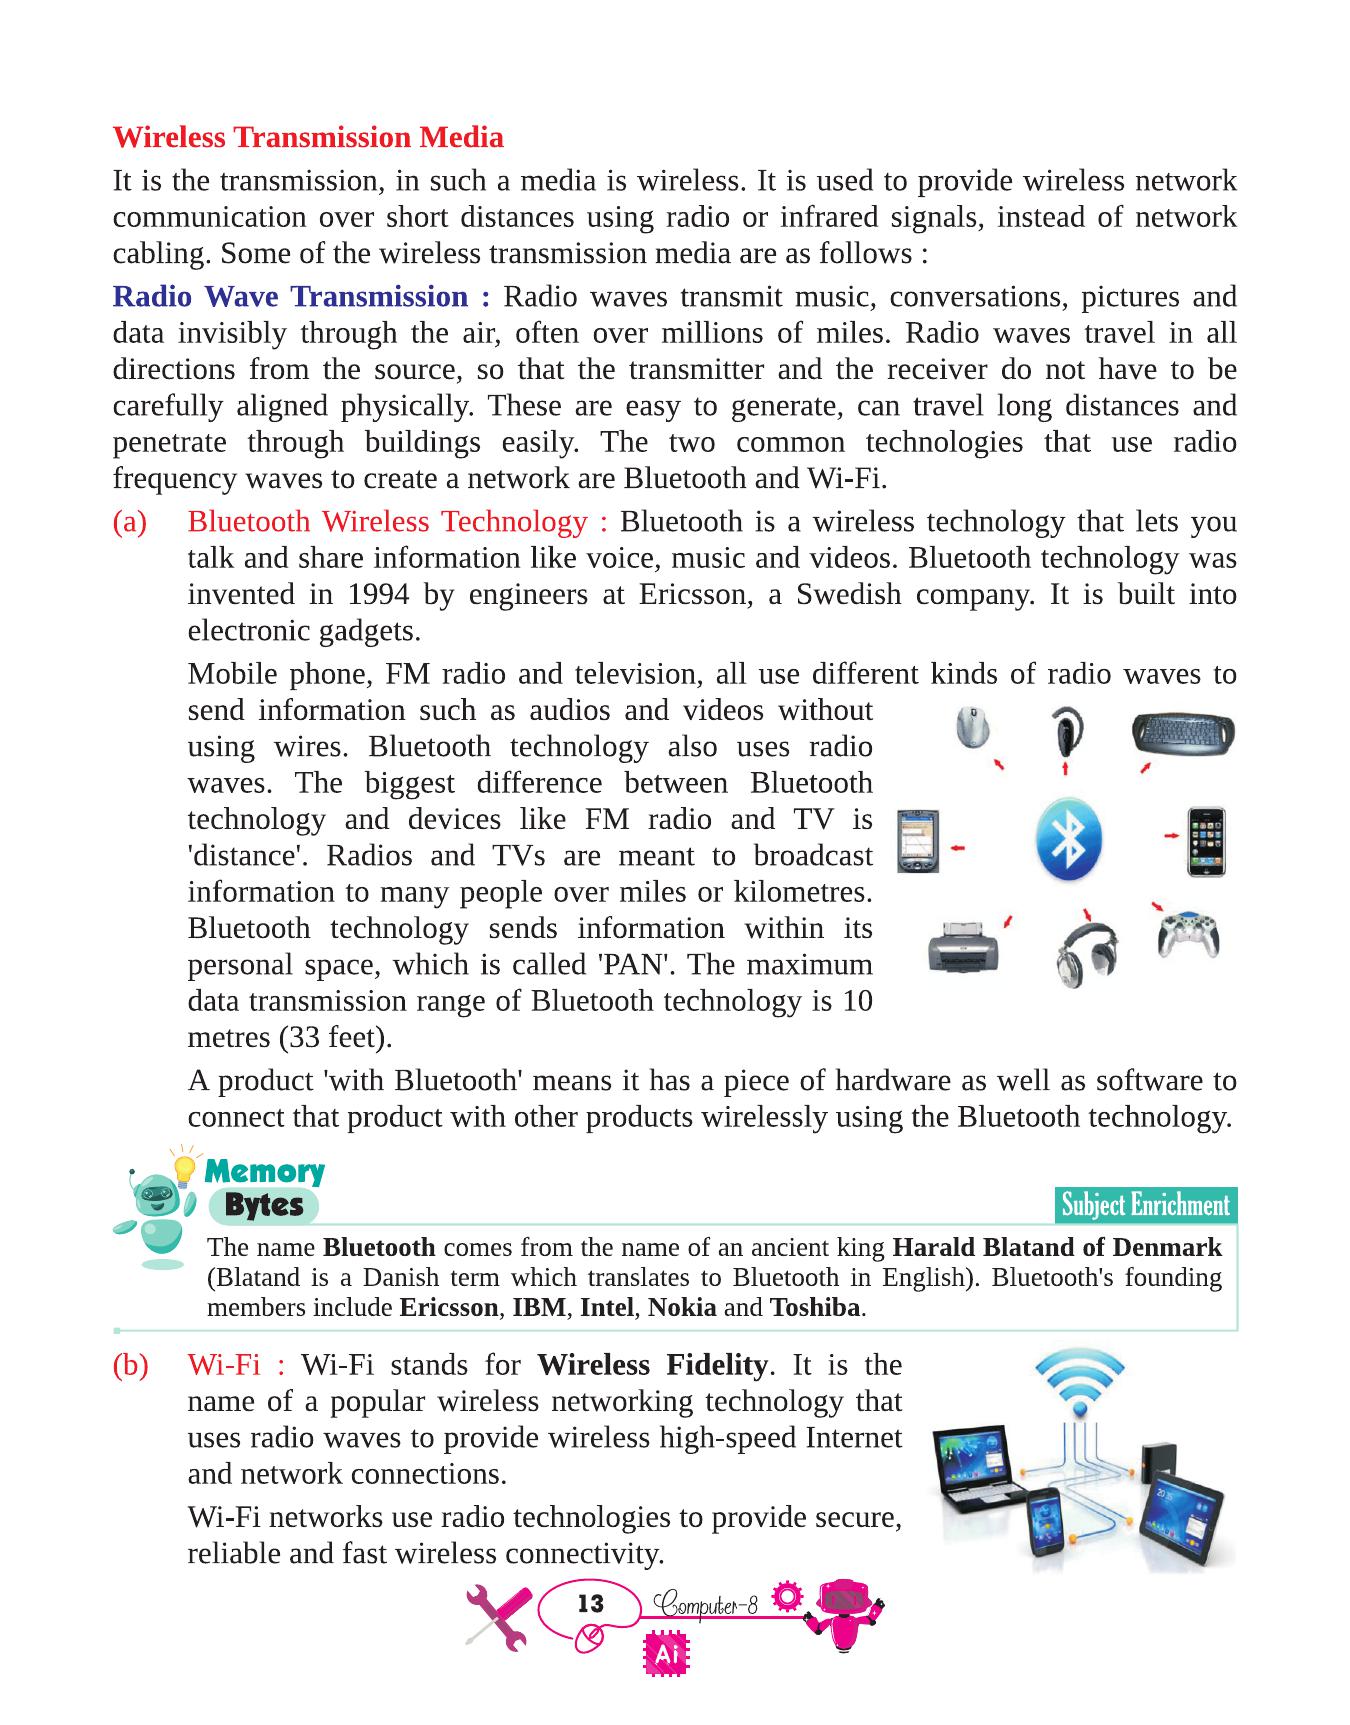 Wireless Transmission Media
It is the transmission, in such a media is wireless. It is used to provide wireless network
communication over short distances using radio or infrared signals, instead of network
cabling. Some of the wireless transmission media are as follows :
Radio Wave Transmission : Radio waves transmit music, conversations, pictures and
data invisibly through the air, often over millions of miles. Radio waves travel in all
directions from the source, so that the transmitter and the receiver do not have to be
carefully aligned physically. These are easy to generate, can travel long distances and
penetrate through buildings easily. The two common technologies that use radio
frequency waves to create a network are Bluetooth and Wi-Fi.
(a) Bluetooth Wireless Technology : Bluetooth is a wireless technology that lets you
talk and share information like voice, music and videos. Bluetooth technology was
invented in 1994 by engineers at Ericsson, a Swedish company. It is built into
electronic gadgets.
Mobile phone, FM radio and television, all use different kinds of radio waves to
send information such as audios and videos without
using wires. Bluetooth technology also uses radio
waves. The biggest difference between Bluetooth
technology and devices like FM radio and TV is
'distance'. Radios and TVs are meant to broadcast
information to many people over miles or kilometres.
Bluetooth technology sends information within its
personal space, which is called 'PAN'. The maximum
data transmission range of Bluetooth technology is 10
metres (33 feet).
A product 'with Bluetooth' means it has a piece of hardware as well as software to
connect that product with other products wirelessly using the Bluetooth technology.
Memory
Bytes
Subject Enrichment
The name Bluetooth comes from the name of an ancient king Harald Blatand of Denmark
(Blatand is a Danish term which translates to Bluetooth in English). Bluetooth's founding
members include Ericsson, IBM, Intel, Nokia and Toshiba.
(b) Wi-Fi : Wi-Fi stands for Wireless Fidelity. It is the
name of a popular wireless networking technology that
uses radio waves to provide wireless high-speed Internet
and network connections.
Wi-Fi networks use radio technologies to provide secure,
reliable and fast wireless connectivity.
20:35
13
Computer-8
Ai